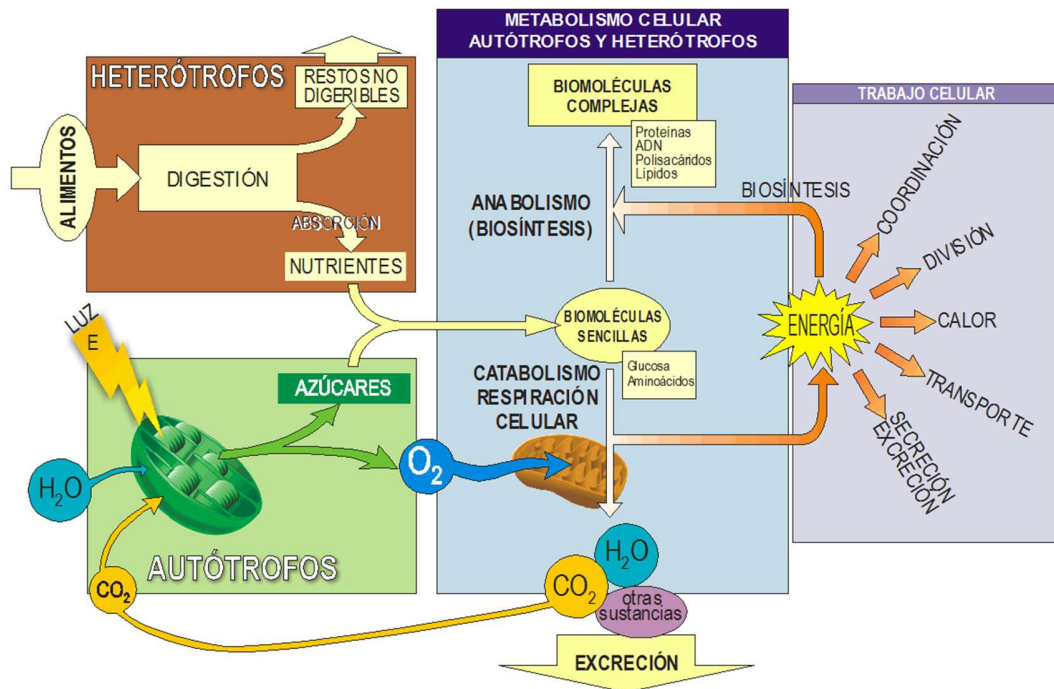 METABOLISMO CELULAR
AUTÓTROFOS Y HETERÓTROFOS
HETERÓTROFOS
RESTOS NO
DIGERIBLES
ALIMENTOS
DIGESTIÓN
ABSORCIÓN
NUTRIENTES
BIOMOLÉCULAS
COMPLEJAS
Proteínas
ADN
Polisacáridos
Lípidos
ANABOLISMO
(BIOSÍNTESIS)
BIOMOLÉCULAS
SENCILLAS
Glucosa
Aminoácidos
CATABOLISMO
RESPIRACIÓN
CELULAR
TRABAJO CELULAR
BIOSÍNTESIS
ENERGÍA
COORDINACIÓN
DIVISIÓN
CALOR
TRANSPORTE
SECRECIÓN
EXCRECIÓN
LUZ
E
AZÚCARES
H₂O
O₂
AUTÓTROFOS
CO₂
H₂O
CO₂
otras
sustancias
EXCRECIÓN